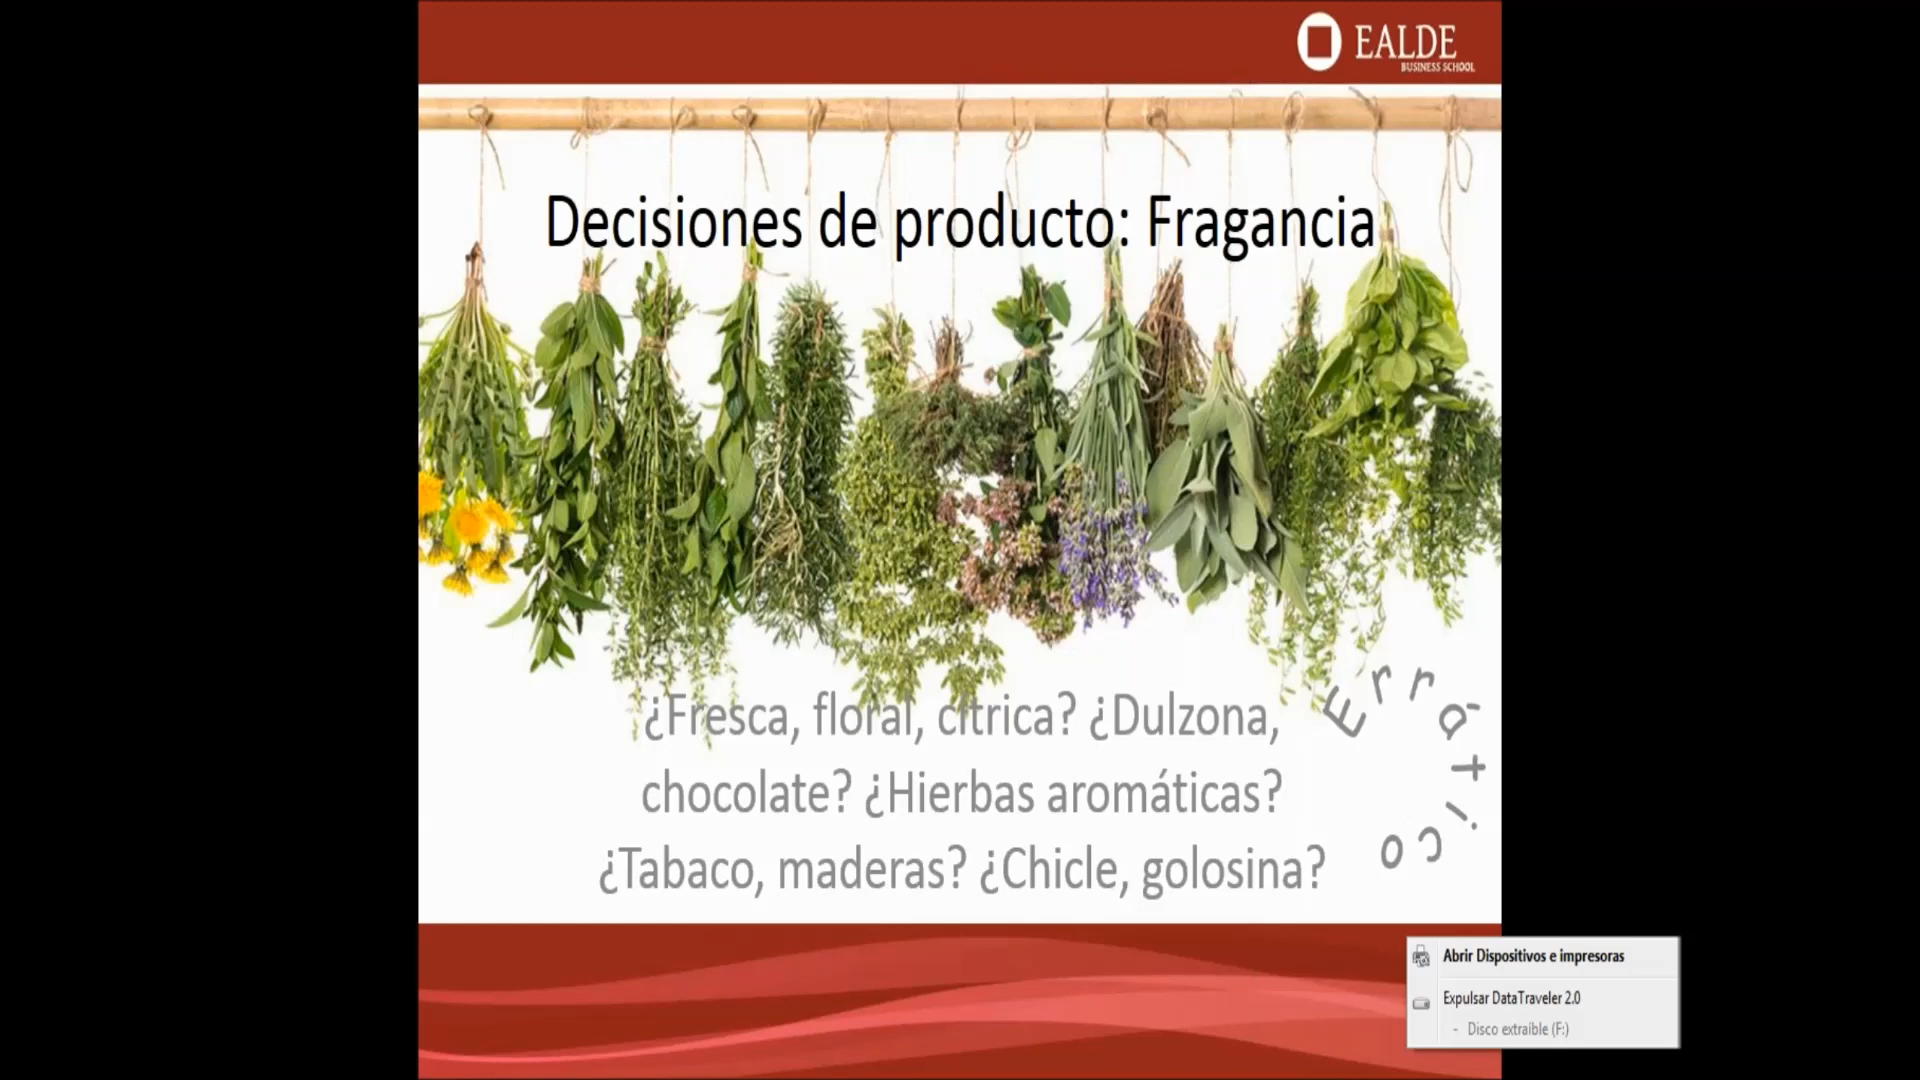 EALDE
BUSINESS SCHOOL
Decisiones de producto: Fragancia
¿Fresca, floral, cítrica? ¿Dulzona,
chocolate? ¿Hierbas aromáticas?
¿Tabaco, maderas? ¿Chicle, golosina?
Errático
Abrir Dispositivos e impresoras
Expulsar DataTraveler 2.0
- Disco extraíble (F:)